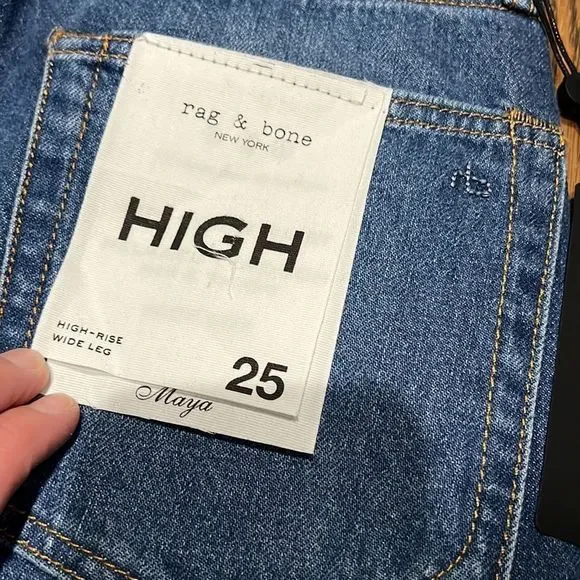 rag & bone
NEW YORK
HIGH
HIGH-RISE
WIDE LEG
25
Maya
rb